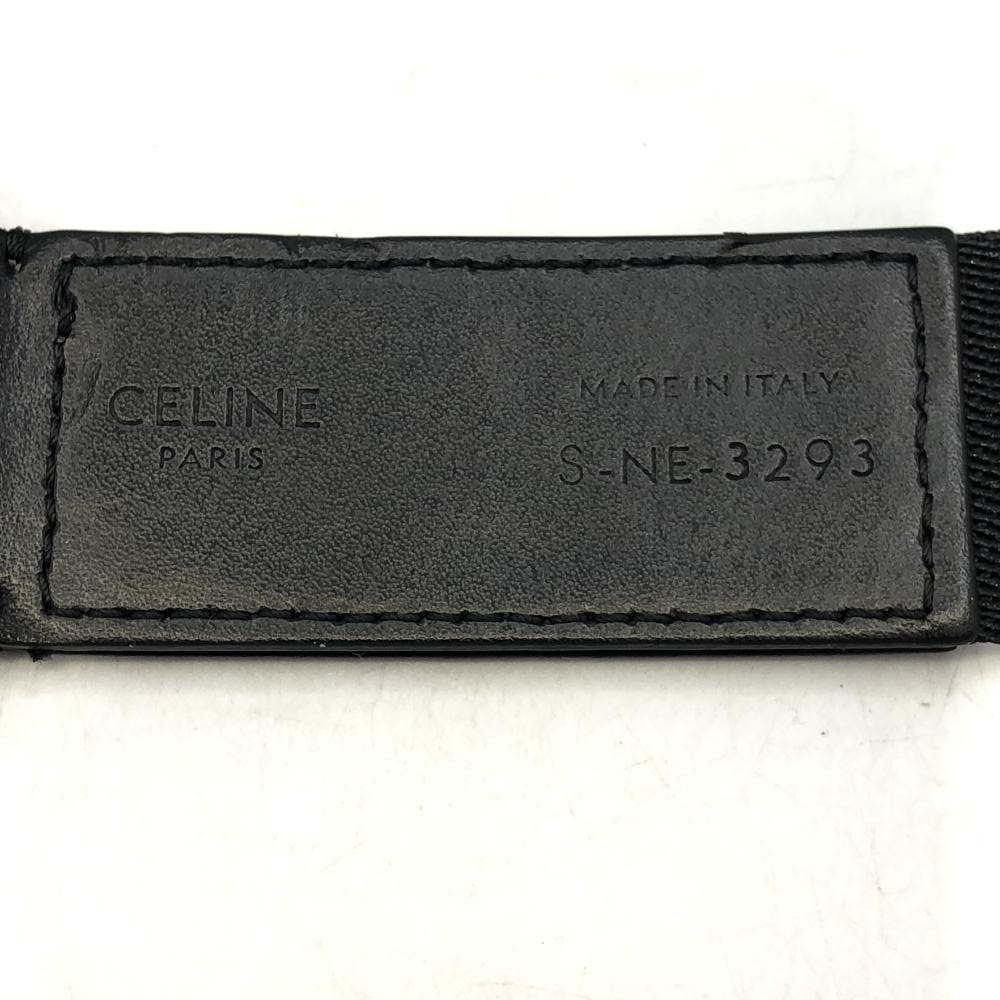 CELINE
PARIS
MADE IN ITALY
S-NE-3293